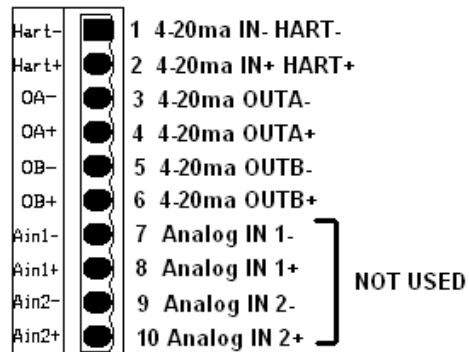 Hart- 1 4-20ma IN- HART-
Hart+ 2 4-20ma IN+ HART+
OA- 3 4-20ma OUTA-
OA+ 4 4-20ma OUTA+
OB- 5 4-20ma OUTB-
OB+ 6 4-20ma OUTB+
Ain1- 7 Analog IN 1-
Ain1+ 8 Analog IN 1+
NOT USED
Ain2- 9 Analog IN 2-
Ain2+ 10 Analog IN 2+